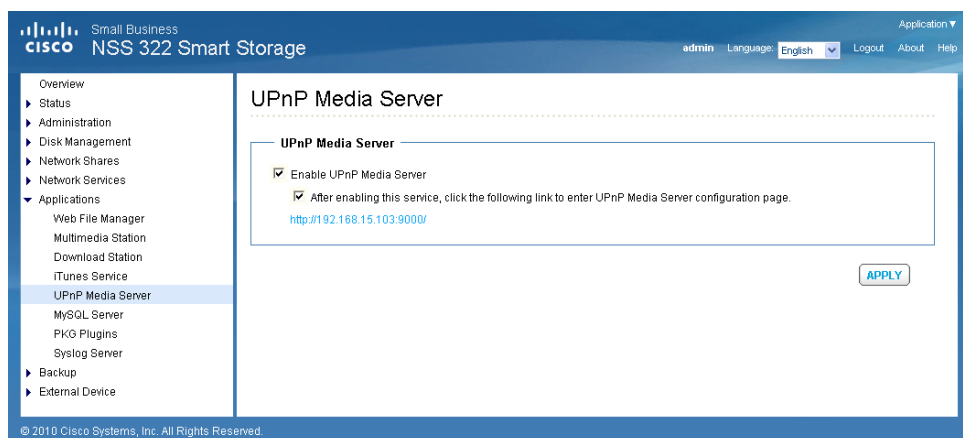 Small Business
CISCO NSS 322 Smart Storage
Application
admin Language: English Logout About Help
Overview
Status
Administration
Disk Management
Network Shares
Network Services
Applications
Web File Manager
Multimedia Station
Download Station
iTunes Service
UPnP Media Server
MySQL Server
PKG Plugins
Syslog Server
Backup
External Device
UPnP Media Server
UPnP Media Server
Enable UPnP Media Server
After enabling this service, click the following link to enter UPnP Media Server configuration page.
http://192.168.15.103:9000/
APPLY
© 2010 Cisco Systems, Inc. All Rights Reserved.